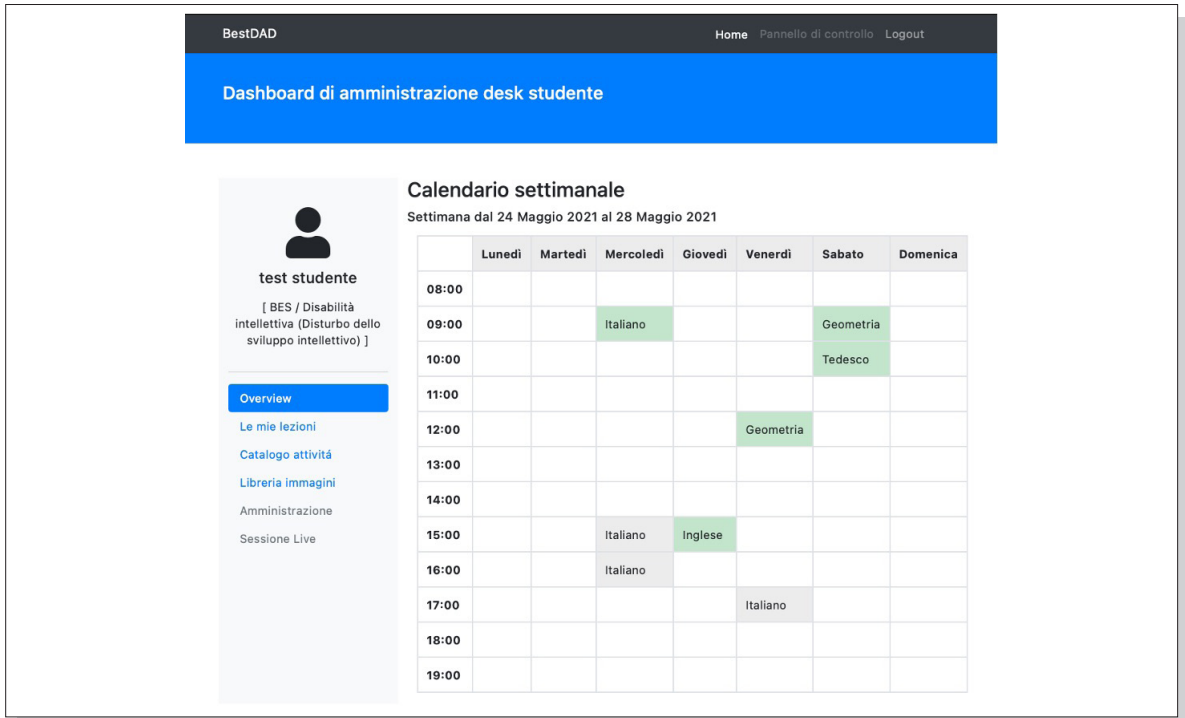 BestDAD
Home Pannello di controllo Logout
Dashboard di amministrazione desk studente
test studente
[ BES / Disabilità
intellettiva (Disturbo dello
sviluppo intellettivo) ]
Overview
Le mie lezioni
Catalogo attivitá
Libreria immagini
Amministrazione
Sessione Live
Calendario settimanale
Settimana dal 24 Maggio 2021 al 28 Maggio 2021
Lunedì Martedì Mercoledì Giovedì Venerdì Sabato Domenica
08:00
09:00 Italiano Geometria
10:00 Tedesco
11:00
12:00 Geometria
13:00
14:00
15:00 Italiano Inglese
16:00 Italiano
17:00 Italiano
18:00
19:00